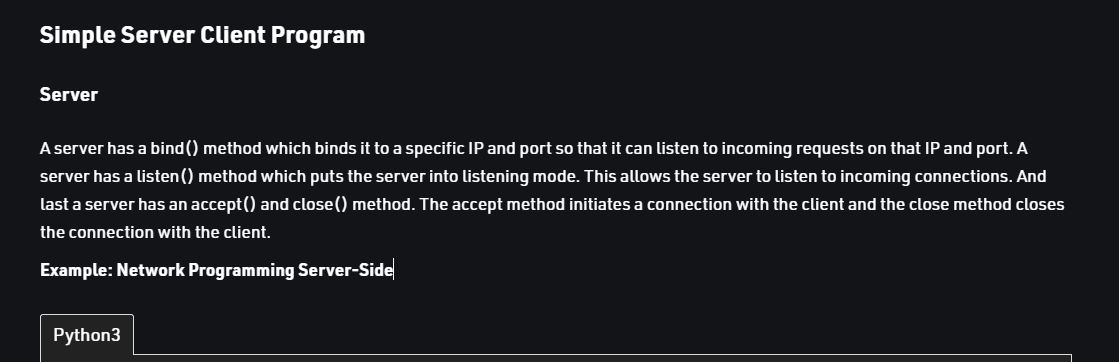 Simple Server Client Program
Server
A server has a bind() method which binds it to a specific IP and port so that it can listen to incoming requests on that IP and port. A
server has a listen() method which puts the server into listening mode. This allows the server to listen to incoming connections. And
last a server has an accept() and close() method. The accept method initiates a connection with the client and the close method closes
the connection with the client.
Example: Network Programming Server-Side
Python3